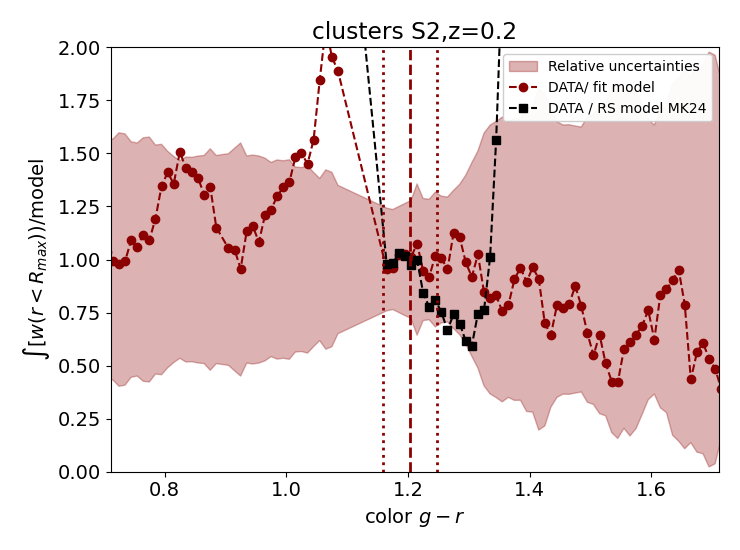 clusters S2,z=0.2
2.00
1.75
1.50
1.25
1.00
0.75
0.50
0.25
0.00
∫[w(r < R_{max}))/model
Relative uncertainties
DATA/ fit model
DATA / RS model MK24
0.8 1.0 1.2 1.4 1.6
color g − r